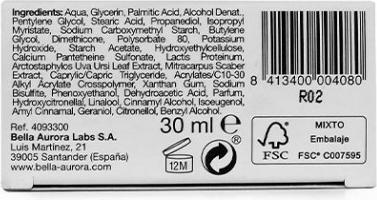 Ingredients: Aqua, Glycerin, Palmitic Acid, Alcohol Denat.,
Pentylene Glycol, Stearic Acid, Propanediol, Isopropyl
Myristate, Sodium Carboxymethyl Starch, Butylene
Glycol, Dimethicone, Polysorbate 80, Potassium
Hydroxide, Starch Acetate, Hydroxyethylcellulose,
Calcium Pantetheine Sulfonate, Lactis Proteinum,
Arctostaphylos Uva Ursi Leaf Extract, Mitracarpus Scaber
Extract, Caprylic/Capric Triglyceride, Acrylates/C10-30
Alkyl Acrylate Crosspolymer, Xanthan Gum, Sodium
Bisulfite, Phenoxyethanol, Dehydroacetic Acid, Parfum,
Hydroxycitronellal, Linalool, Cinnamyl Alcohol, Isoeugenol,
Amyl Cinnamal, Geraniol, Citronellol, Benzyl Alcohol.
Ref. 4093300
Bella Aurora Labs S.A.
Luis Martínez, 21
39005 Santander (España)
www.bella-aurora.com
30 ml e
12M
8 413400 004080
R02
FSC
MIXTO
Embalaje
FSC® C007595